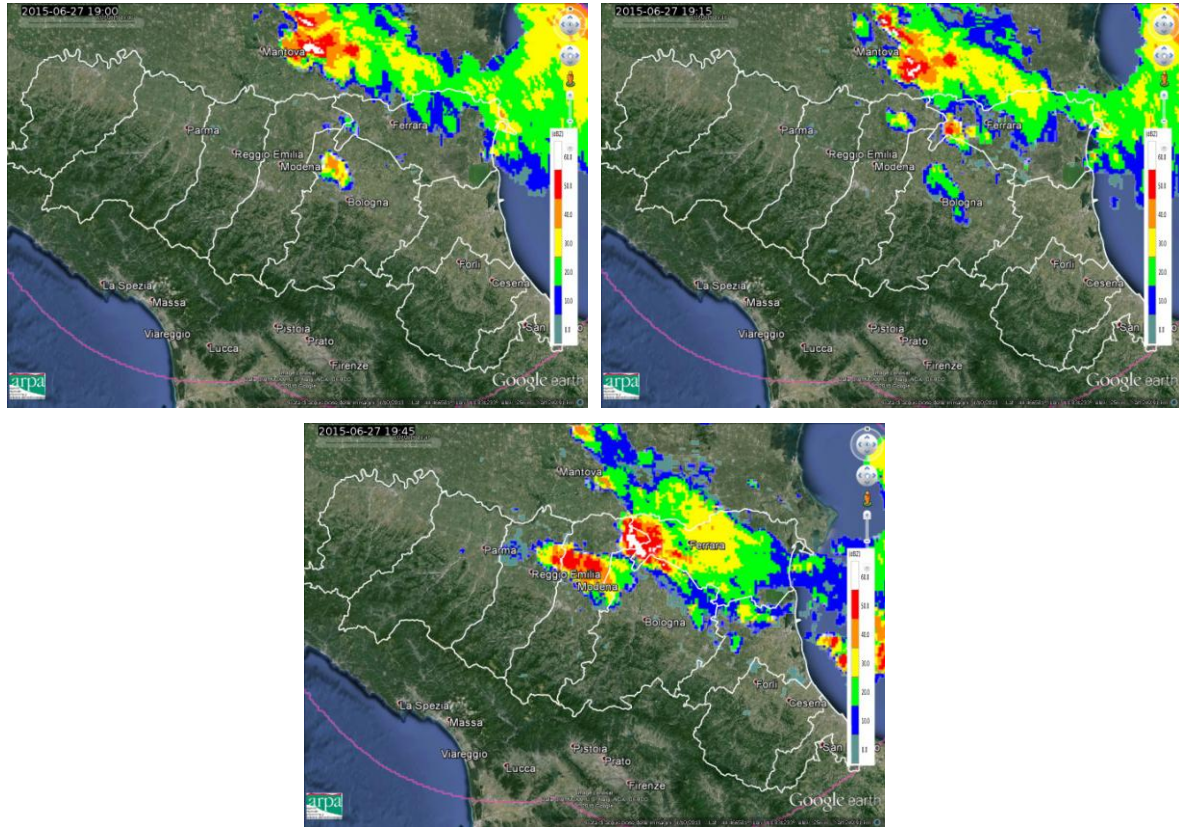 2015-06-27 19:00
Mantova
Parma
Ferrara
Reggio Emilia
Modena
Bologna
Forlì
Cesena
La Spezia
Massa
Viareggio
Pistoia
Prato
Lucca
Firenze
San
[dBZ]
60.0
50.0
40.0
30.0
20.0
10.0
0.0
arpa
Google earth
2015-06-27 19:15
Mantova
Parma
Ferrara
Reggio Emilia
Modena
Bologna
Forlì
Cesena
La Spezia
Massa
Viareggio
Pistoia
Prato
Lucca
Firenze
San
[dBZ]
60.0
50.0
40.0
30.0
20.0
10.0
0.0
arpa
Google earth
2015-06-27 19:45
Mantova
Parma
Ferrara
Reggio Emilia
Modena
Bologna
Forlì
Cesena
La Spezia
Massa
Viareggio
Pistoia
Prato
Lucca
Firenze
San
[dBZ]
60.0
50.0
40.0
30.0
20.0
10.0
0.0
arpa
Google earth